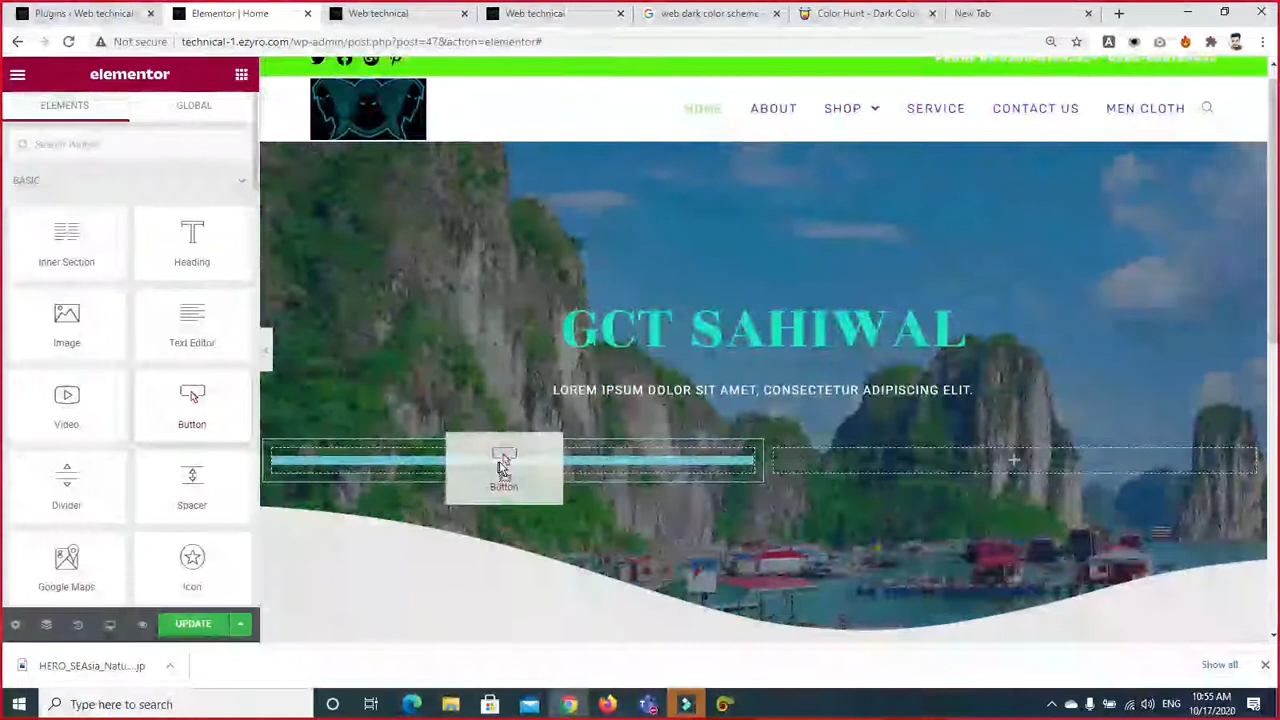 Plugins ‹ Web technical
Elementor | Home
Web technical
Web technical
web dark color scheme -
Color Hunt - Dark Colo
New Tab
Not secure
technical-1.ezyro.com/wp-admin/post.php?post=47&action=elementor#
elementor
ELEMENTS
GLOBAL
Search Widget
BASIC
Inner Section
Heading
Image
Text Editor
Video
Button
Divider
Spacer
Google Maps
Icon
UPDATE
HOME
ABOUT
SHOP
SERVICE
CONTACT US
MEN CLOTH
GCT SAHIWAL
LOREM IPSUM DOLOR SIT AMET, CONSECTETUR ADIPISCING ELIT.
Button
HERO_SEAsia_Natu....jp
Show all
Type here to search
ENG
10:55 AM
10/17/2020